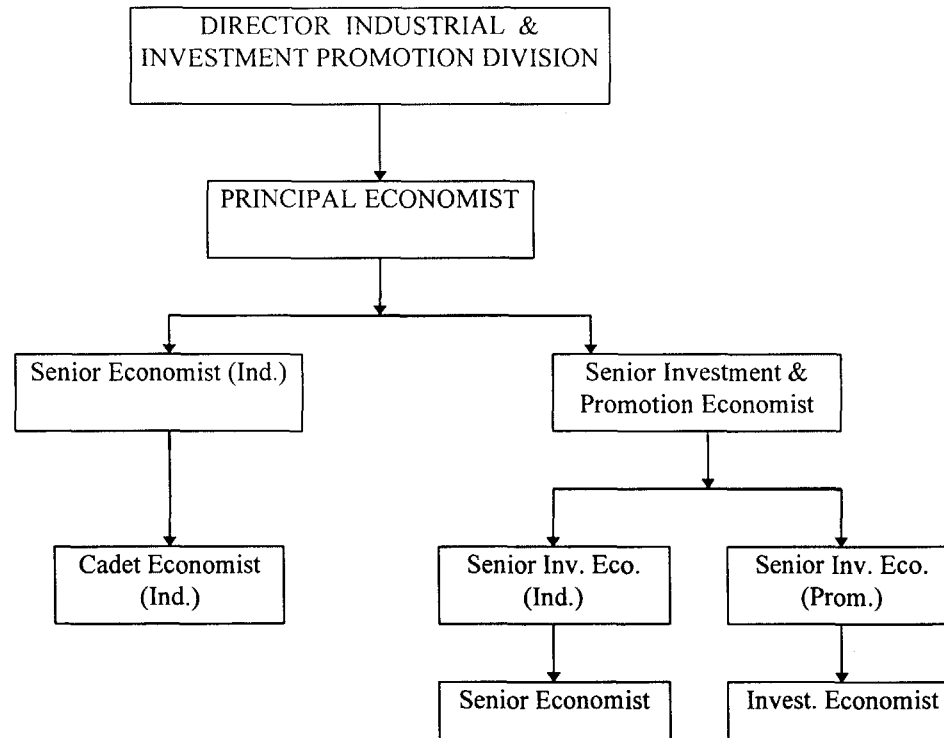 DIRECTOR INDUSTRIAL &
INVESTMENT PROMOTION DIVISION
PRINCIPAL ECONOMIST
Senior Economist (Ind.)
Senior Investment &
Promotion Economist
Cadet Economist
(Ind.)
Senior Inv. Eco.
(Ind.)
Senior Inv. Eco.
(Prom.)
Senior Economist
Invest. Economist